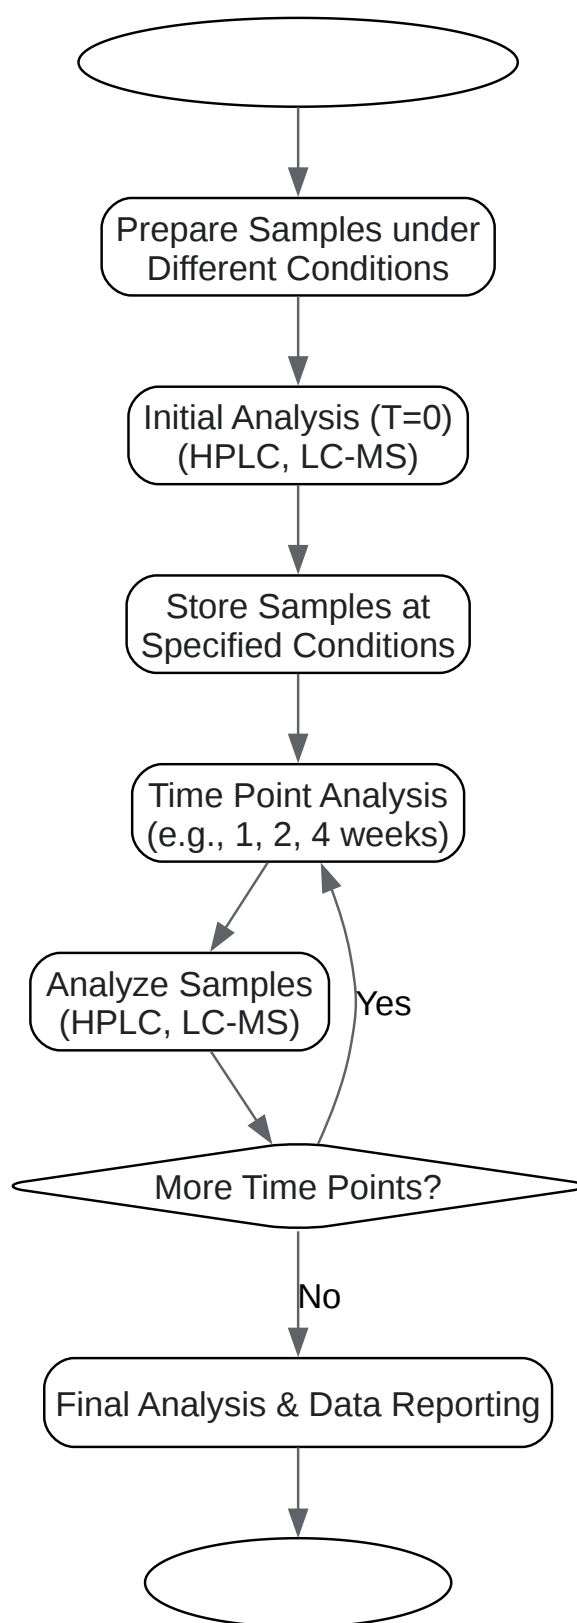 Prepare Samples under
Different Conditions
Initial Analysis (T=0)
(HPLC, LC-MS)
Store Samples at
Specified Conditions
Time Point Analysis
(e.g., 1, 2, 4 weeks)
Analyze Samples
(HPLC, LC-MS)
Yes
More Time Points?
No
Final Analysis & Data Reporting